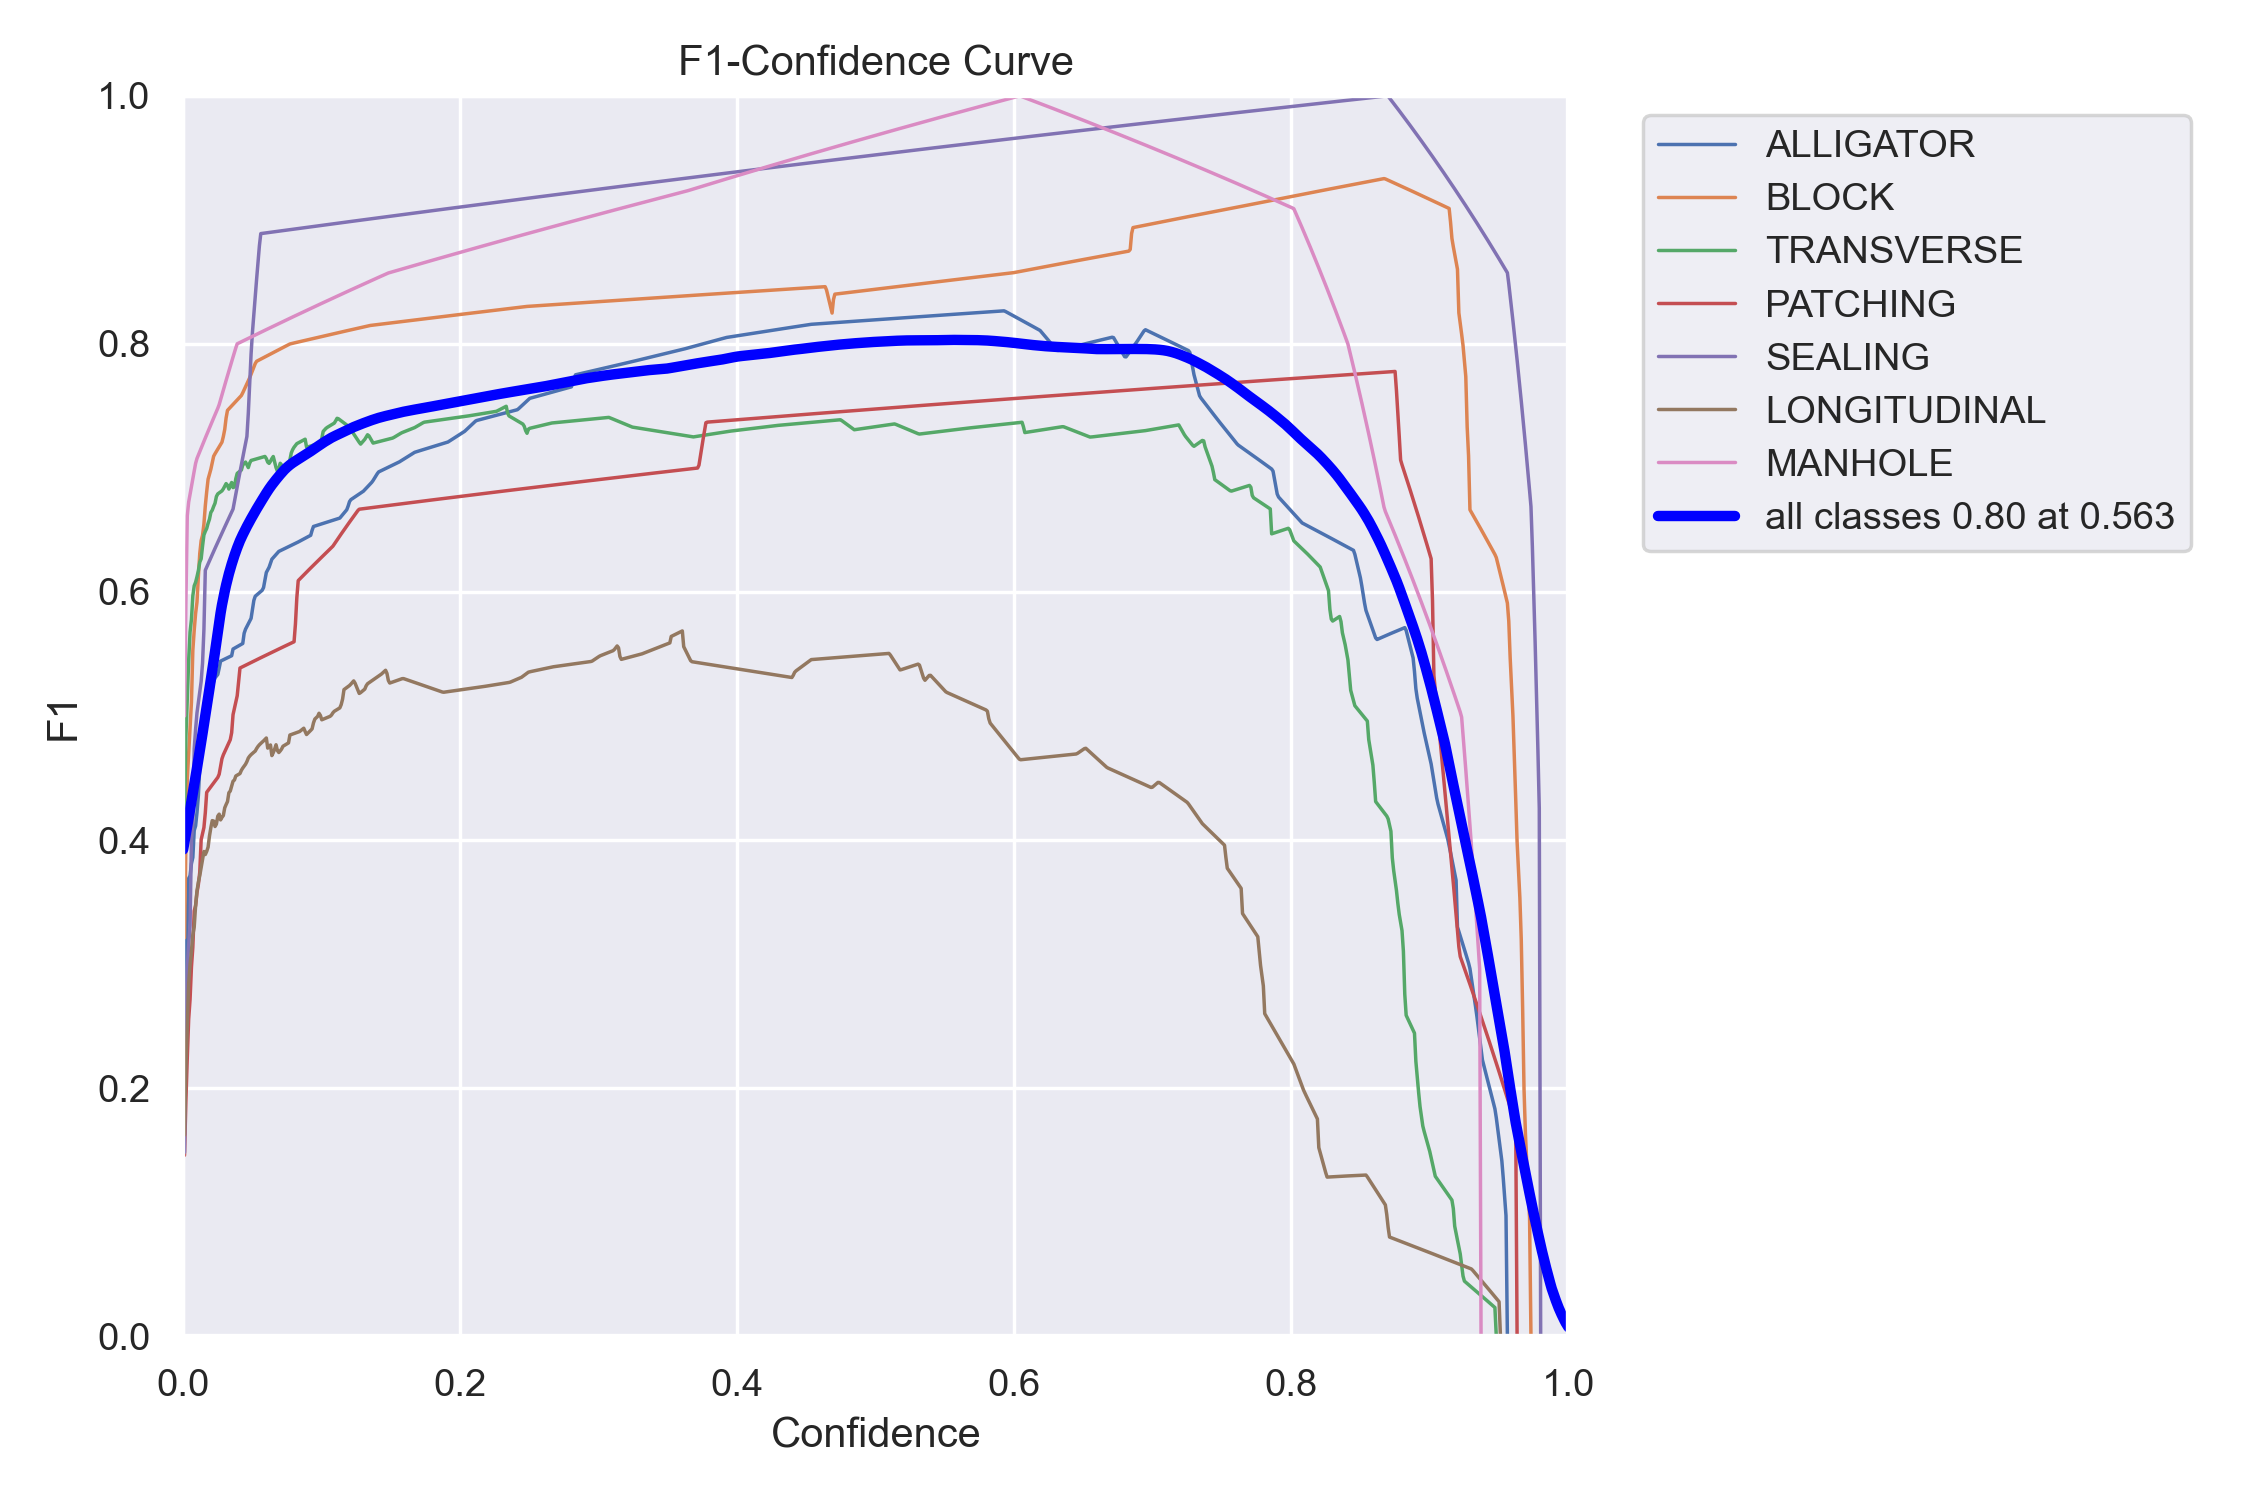 F1-Confidence Curve
1.0
0.8
0.6
0.4
0.2
0.0
F1
0.0 0.2 0.4 0.6 0.8 1.0
Confidence
ALLIGATOR
BLOCK
TRANSVERSE
PATCHING
SEALING
LONGITUDINAL
MANHOLE
all classes 0.80 at 0.563